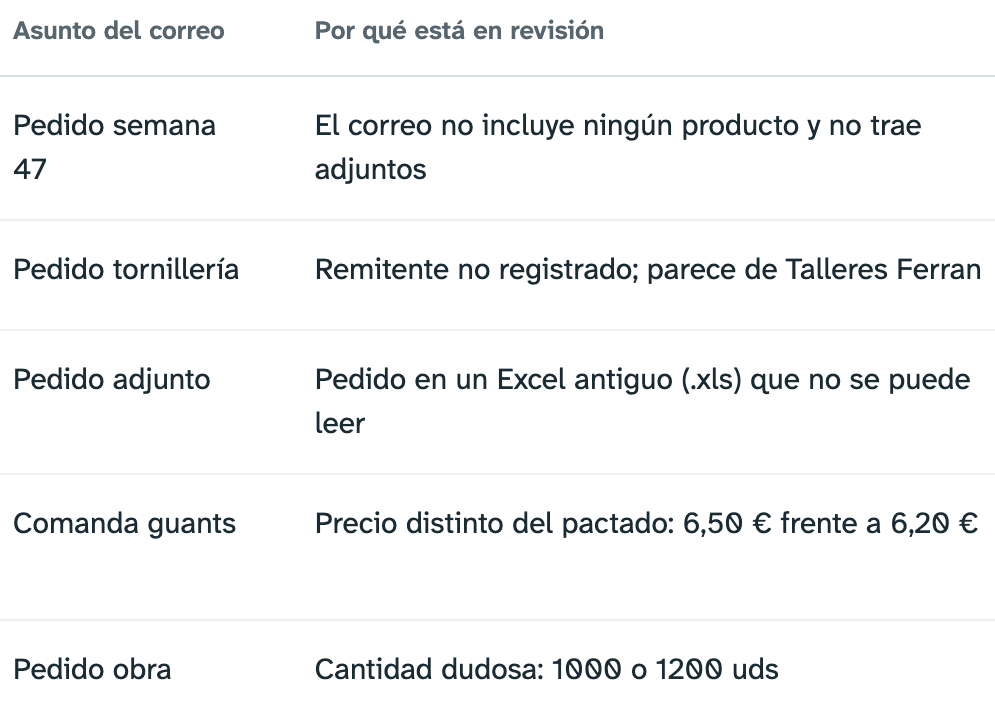 Asunto del correo Por qué está en revisión
Pedido semana 47 El correo no incluye ningún producto y no trae adjuntos
Pedido tornillería Remitente no registrado; parece de Talleres Ferran
Pedido adjunto Pedido en un Excel antiguo (.xls) que no se puede leer
Comanda guants Precio distinto del pactado: 6,50 € frente a 6,20 €
Pedido obra Cantidad dudosa: 1000 o 1200 uds